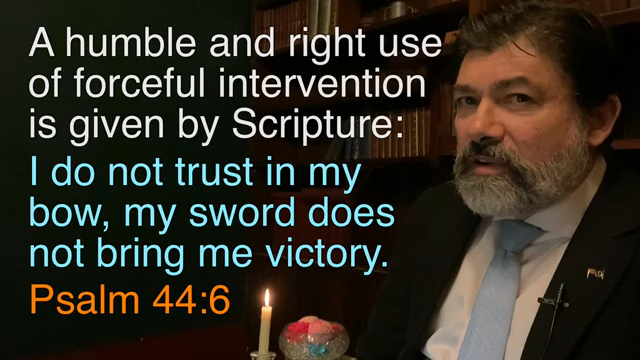 A humble and right use
of forceful intervention
is given by Scripture:
I do not trust in my
bow, my sword does
not bring me victory.
Psalm 44:6